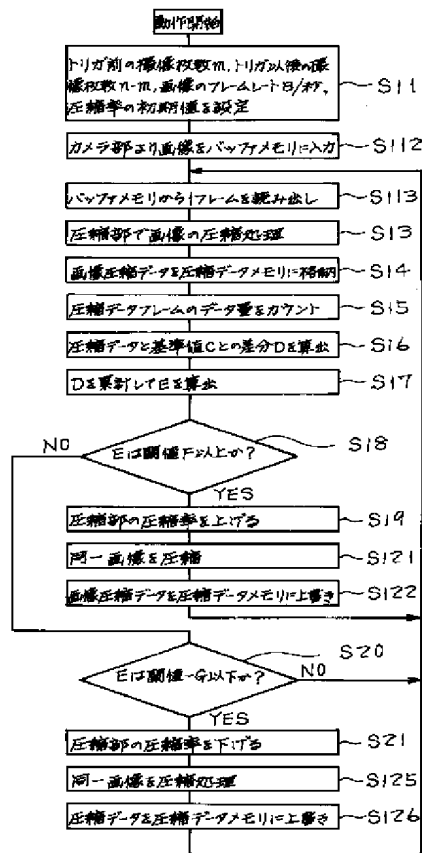 動作開始
トリガ前の撮像枚数m、トリガ以後の撮
像枚数n-m、画像のフレームレートB/秒、
圧縮率の初期値を設定
S11
カメラ部より画像をバッファメモリに入力
S112
バッファメモリから1フレームを読み出し
S113
圧縮部で画像の圧縮処理
S13
画像圧縮データを圧縮データメモリに格納
S14
圧縮データフレームのデータ量をカウント
S15
圧縮データと基準値Cとの差分Dを算出
S16
Dを累計してEを算出
S17
NO
Eは閾値F以上か?
S18
YES
圧縮部の圧縮率を上げる
S19
同一画像を圧縮
S121
画像圧縮データを圧縮データメモリに上書き
S122
Eは閾値-G以下か?
S20
NO
YES
圧縮部の圧縮率を下げる
S21
同一画像を圧縮処理
S125
圧縮データを圧縮データメモリに上書き
S126